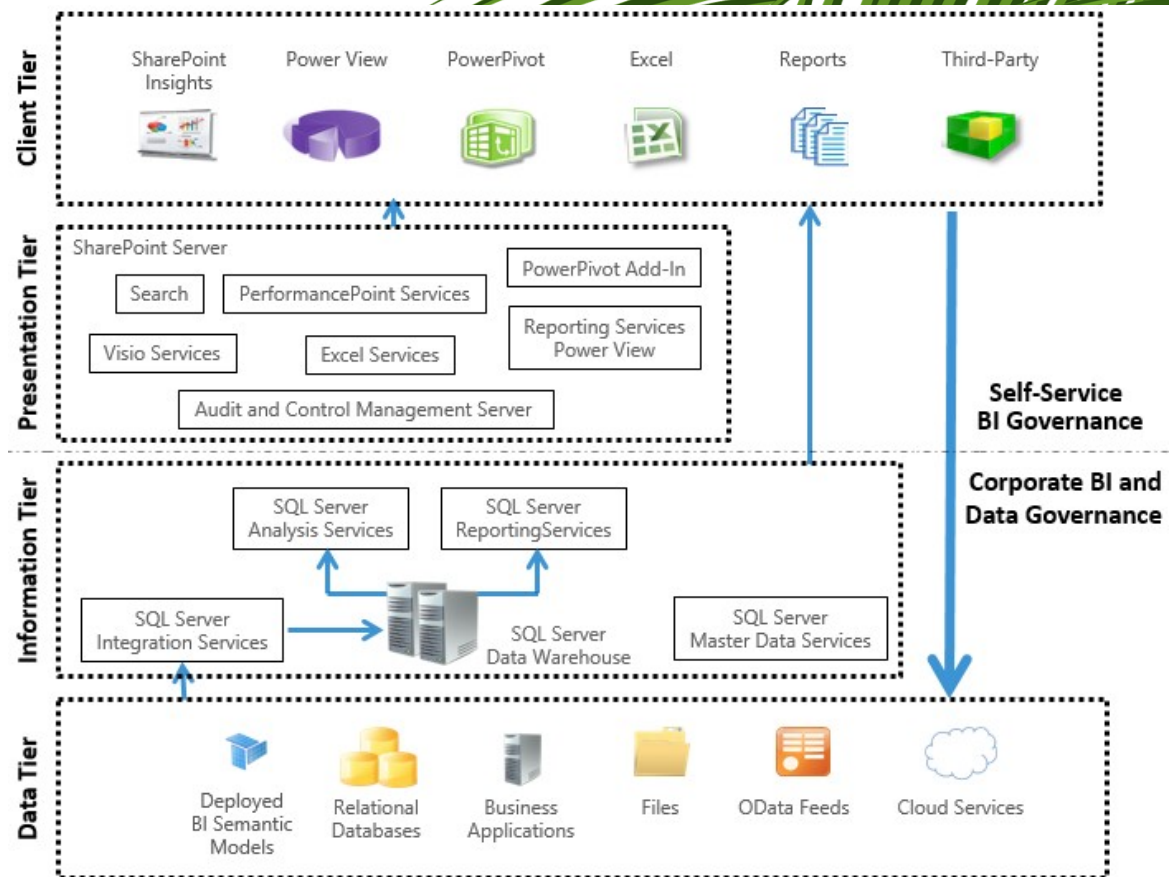 Client Tier
SharePoint
Insights
Power View
PowerPivot
Excel
Reports
Third-Party
Presentation Tier
SharePoint Server
Search
PerformancePoint Services
PowerPivot Add-In
Visio Services
Excel Services
Reporting Services
Power View
Audit and Control Management Server
Self-Service
BI Governance
Corporate BI and
Data Governance
Information Tier
SQL Server
Analysis Services
SQL Server
ReportingServices
SQL Server
Integration Services
SQL Server
Data Warehouse
SQL Server
Master Data Services
Data Tier
Deployed
BI Semantic
Models
Relational
Databases
Business
Applications
Files
OData Feeds
Cloud Services